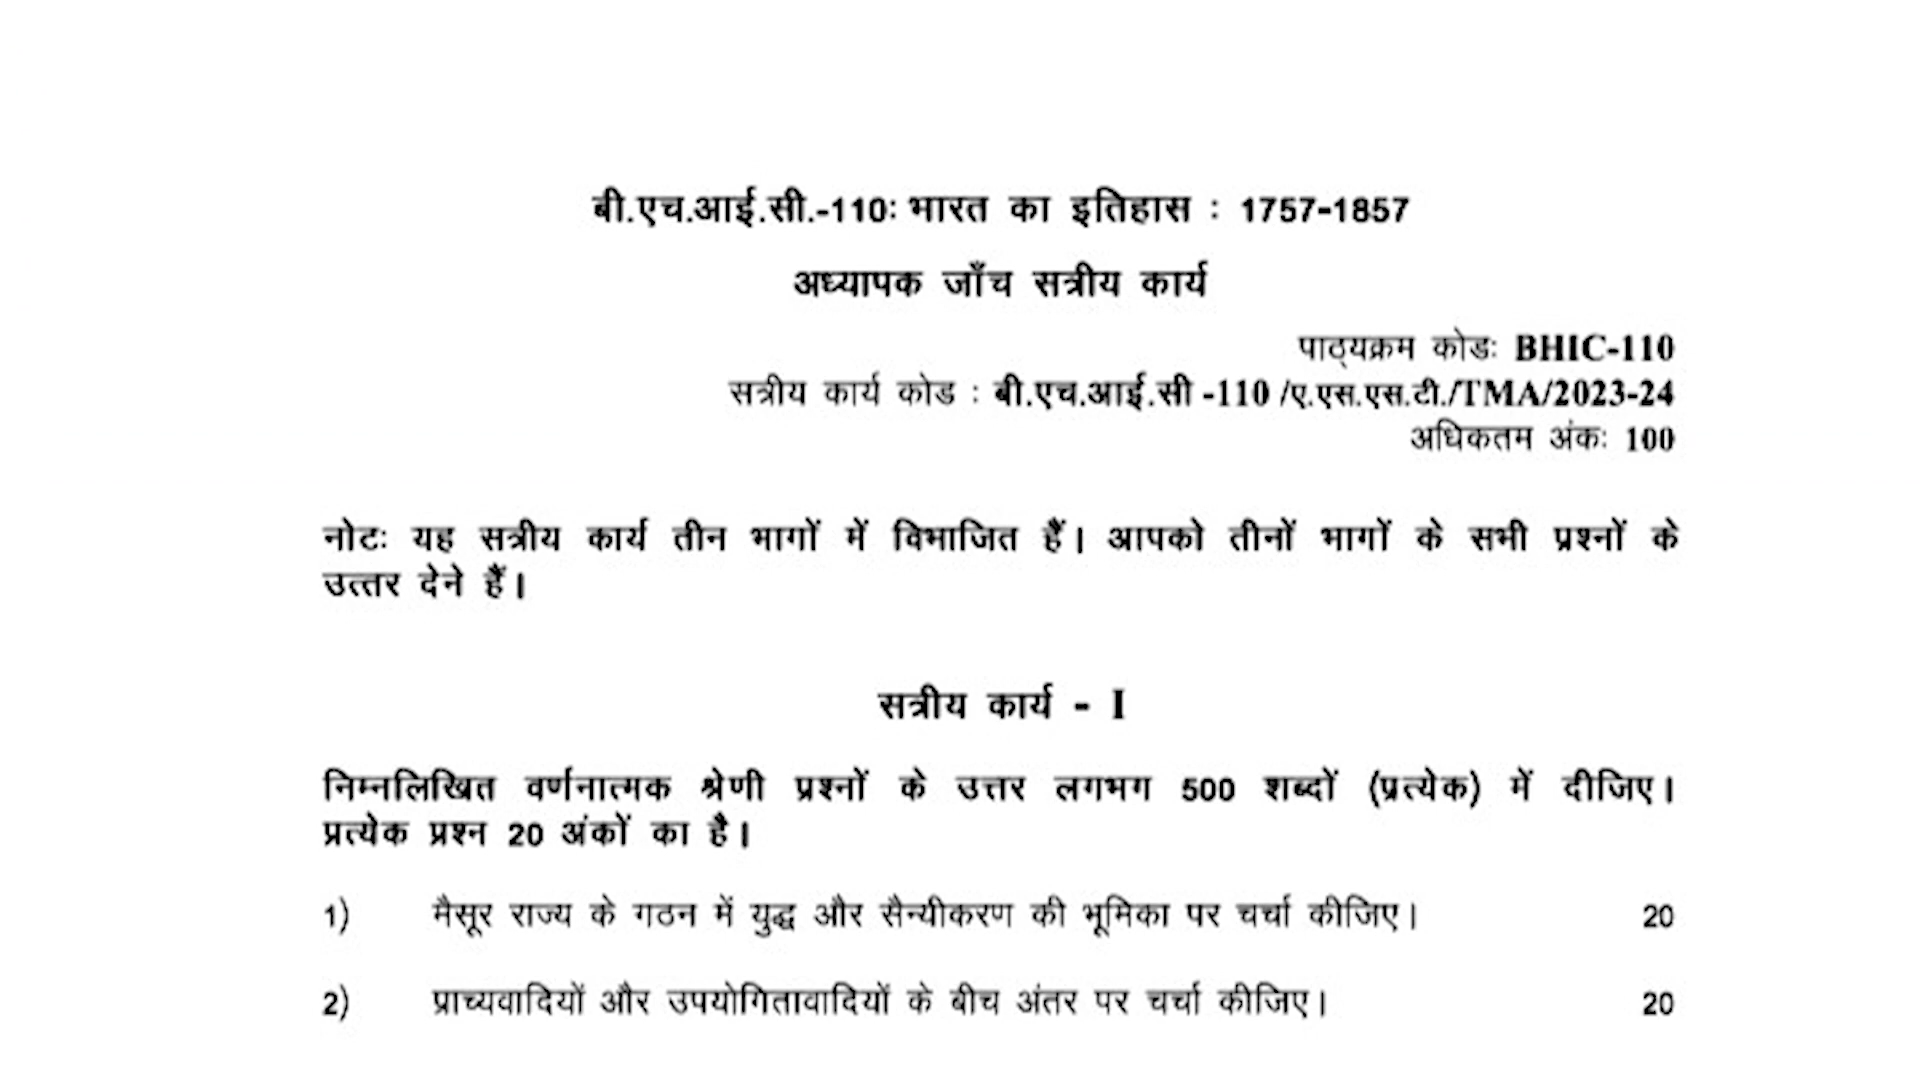 बी.एच.आई.सी.-110: भारत का इतिहास : 1757-1857
अध्यापक जाँच सत्रीय कार्य
पाठ्यक्रम कोड: BHIC-110
सत्रीय कार्य कोड : बी.एच.आई.सी -110 /ए.एस.एस.टी./TMA/2023-24
अधिकतम अंक: 100
नोट: यह सत्रीय कार्य तीन भागों में विभाजित हैं। आपको तीनों भागों के सभी प्रश्नों के
उत्तर देने हैं।
सत्रीय कार्य - I
निम्नलिखित वर्णनात्मक श्रेणी प्रश्नों के उत्तर लगभग 500 शब्दों (प्रत्येक) में दीजिए।
प्रत्येक प्रश्न 20 अंकों का है।
1) मैसूर राज्य के गठन में युद्ध और सैन्यीकरण की भूमिका पर चर्चा कीजिए। 20
2) प्राच्यवादियों और उपयोगितावादियों के बीच अंतर पर चर्चा कीजिए। 20